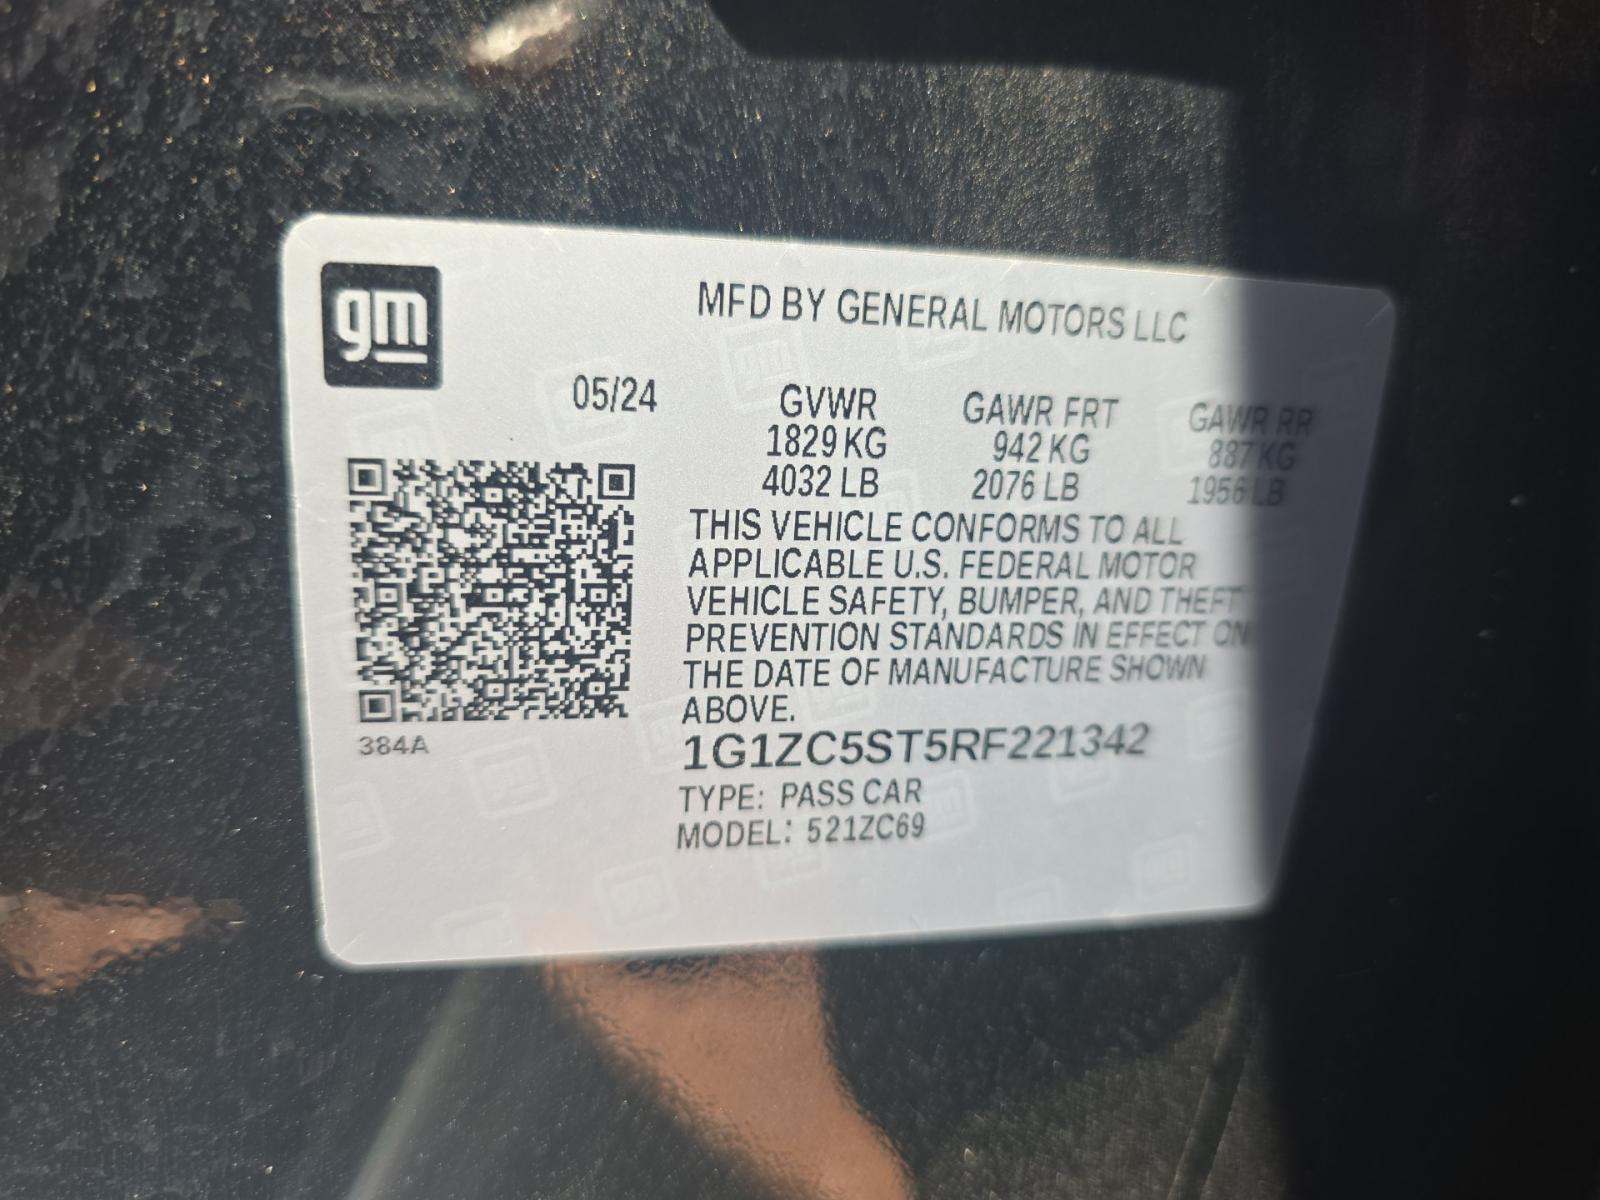 gm
MFD BY GENERAL MOTORS LLC
05/24 GVWR GAWR FRT GAWR RR
1829 KG 942 KG 887 KG
4032 LB 2076 LB 1956 LB
THIS VEHICLE CONFORMS TO ALL
APPLICABLE U.S. FEDERAL MOTOR
VEHICLE SAFETY, BUMPER, AND THEFT
PREVENTION STANDARDS IN EFFECT ON
THE DATE OF MANUFACTURE SHOWN
ABOVE.
384A
1G1ZC5ST5RF221342
TYPE: PASS CAR
MODEL: 521ZC69